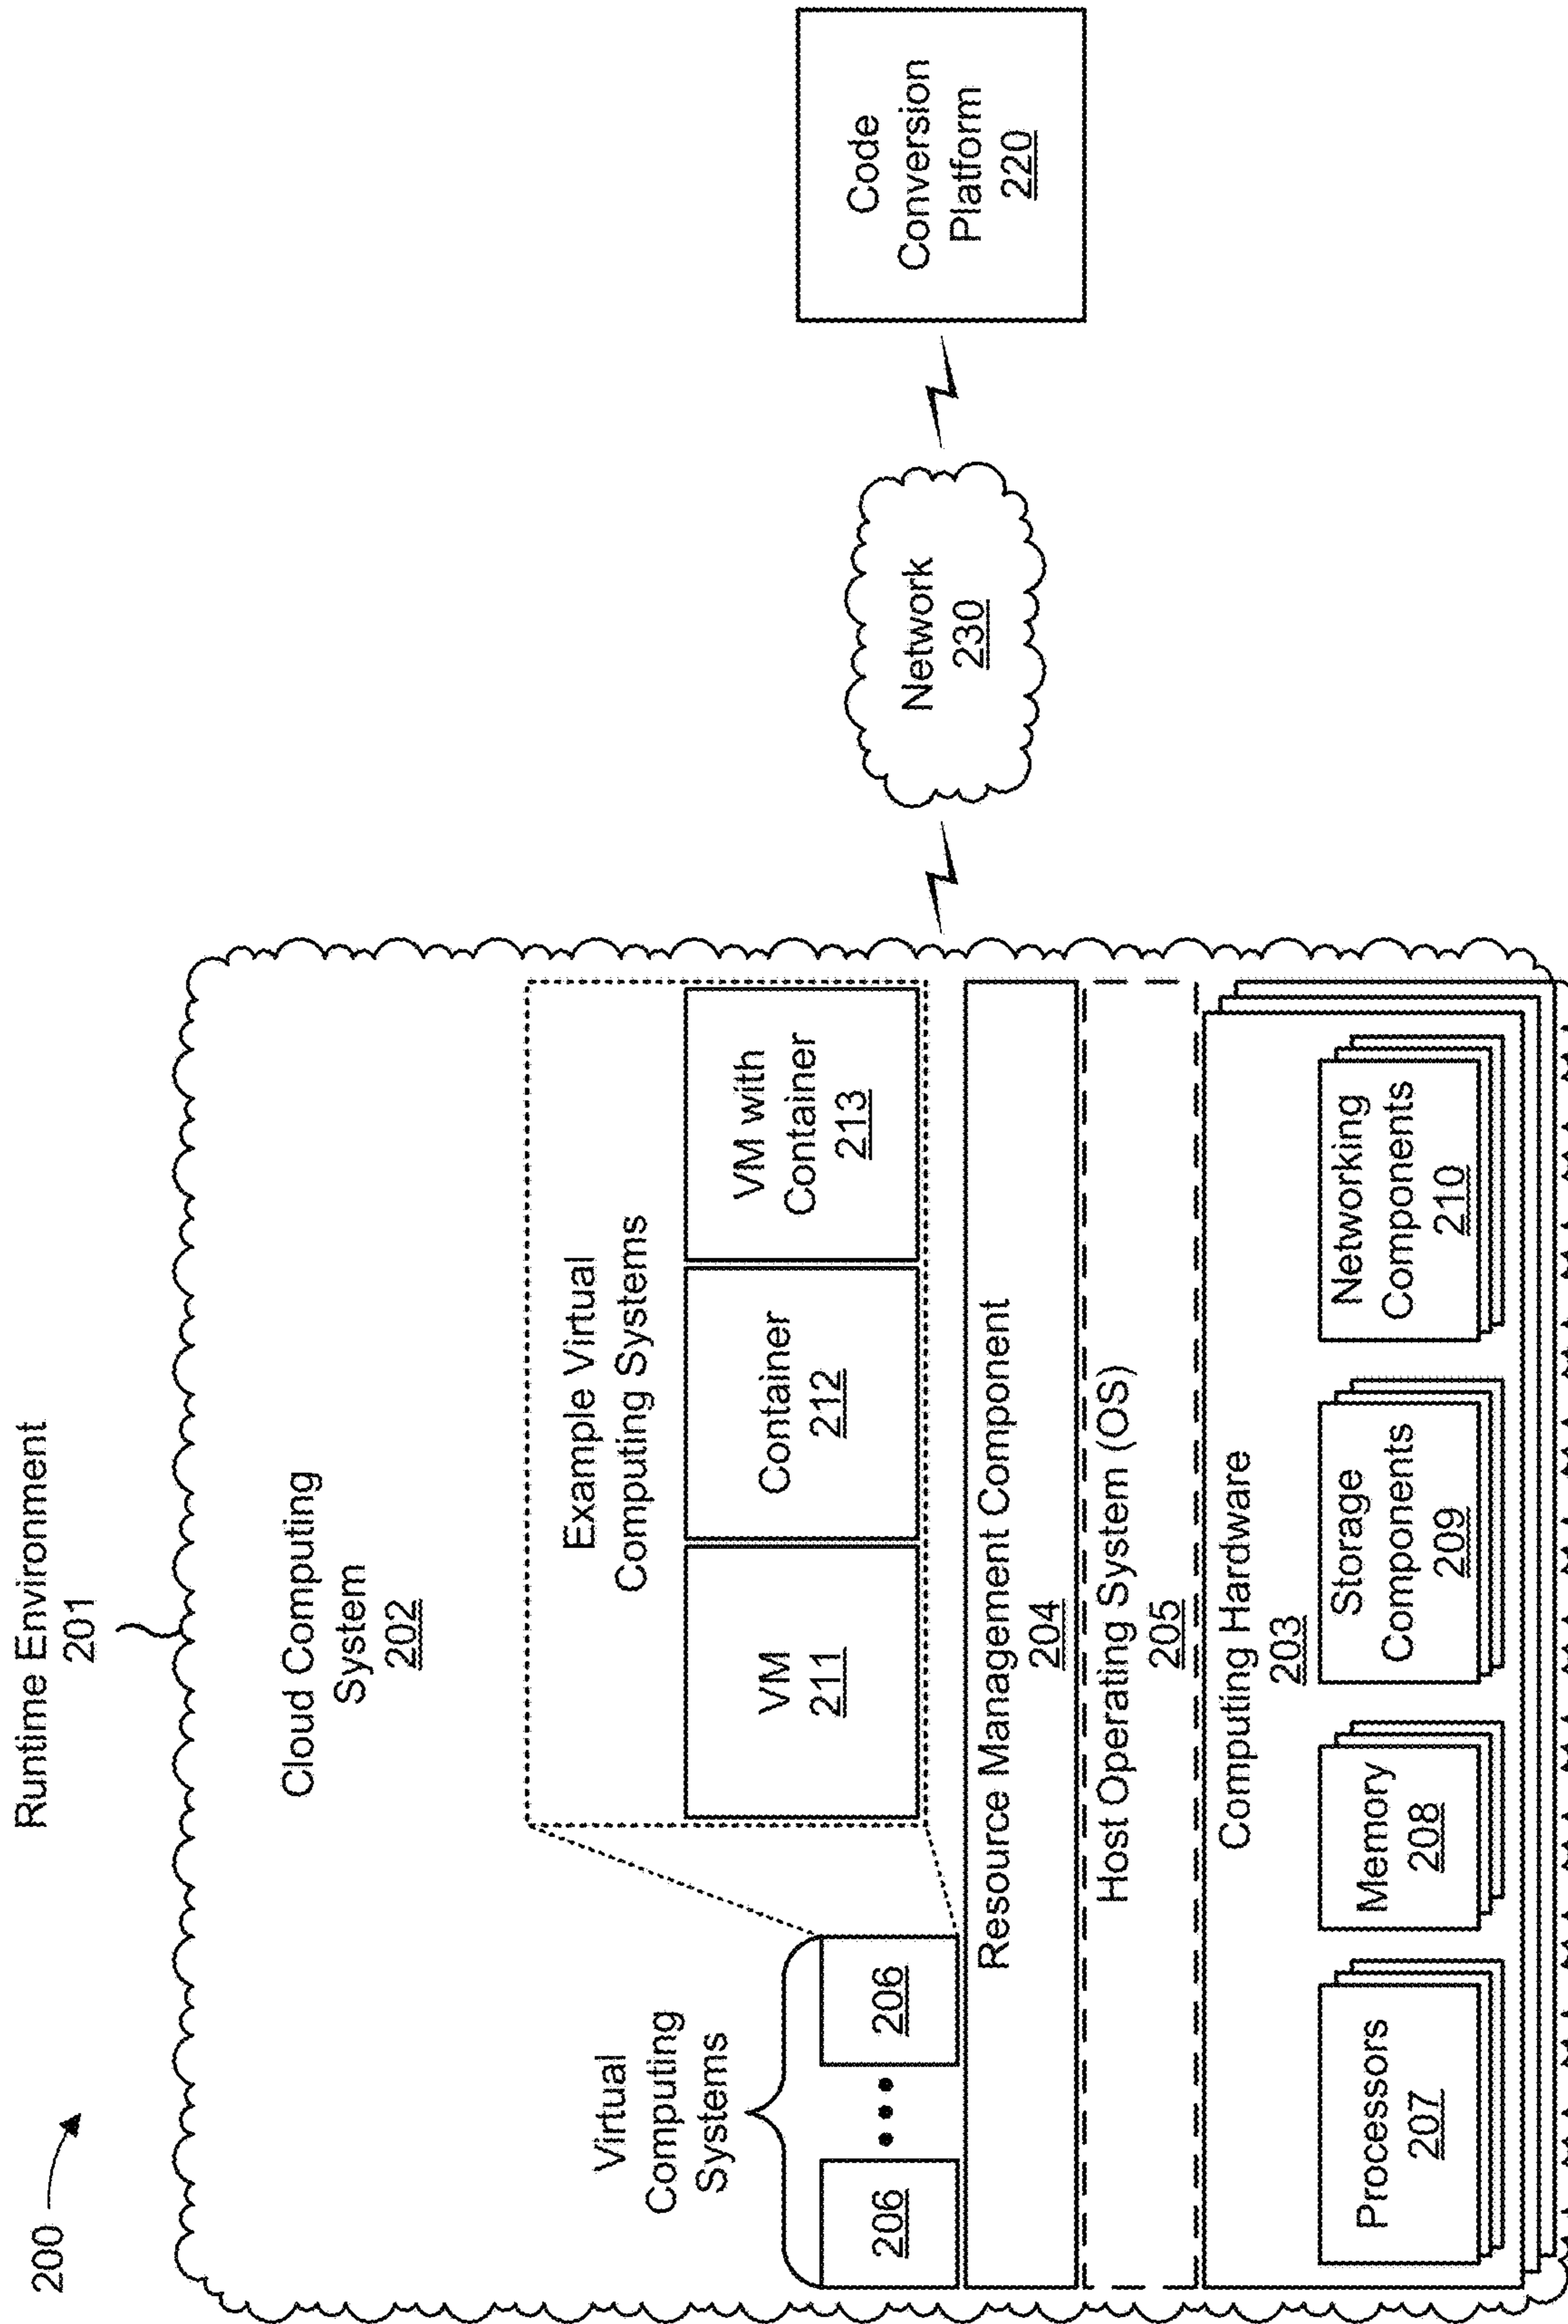 200
Runtime Environment
201
Cloud Computing
System
202
Example Virtual
Computing Systems
Virtual
Computing
Systems
206
206
VM
211
Container
212
VM with
Container
213
Resource Management Component
204
Host Operating System (OS)
205
Computing Hardware
203
Processors
207
Memory
208
Storage
Components
209
Networking
Components
210
Network
230
Code
Conversion
Platform
220